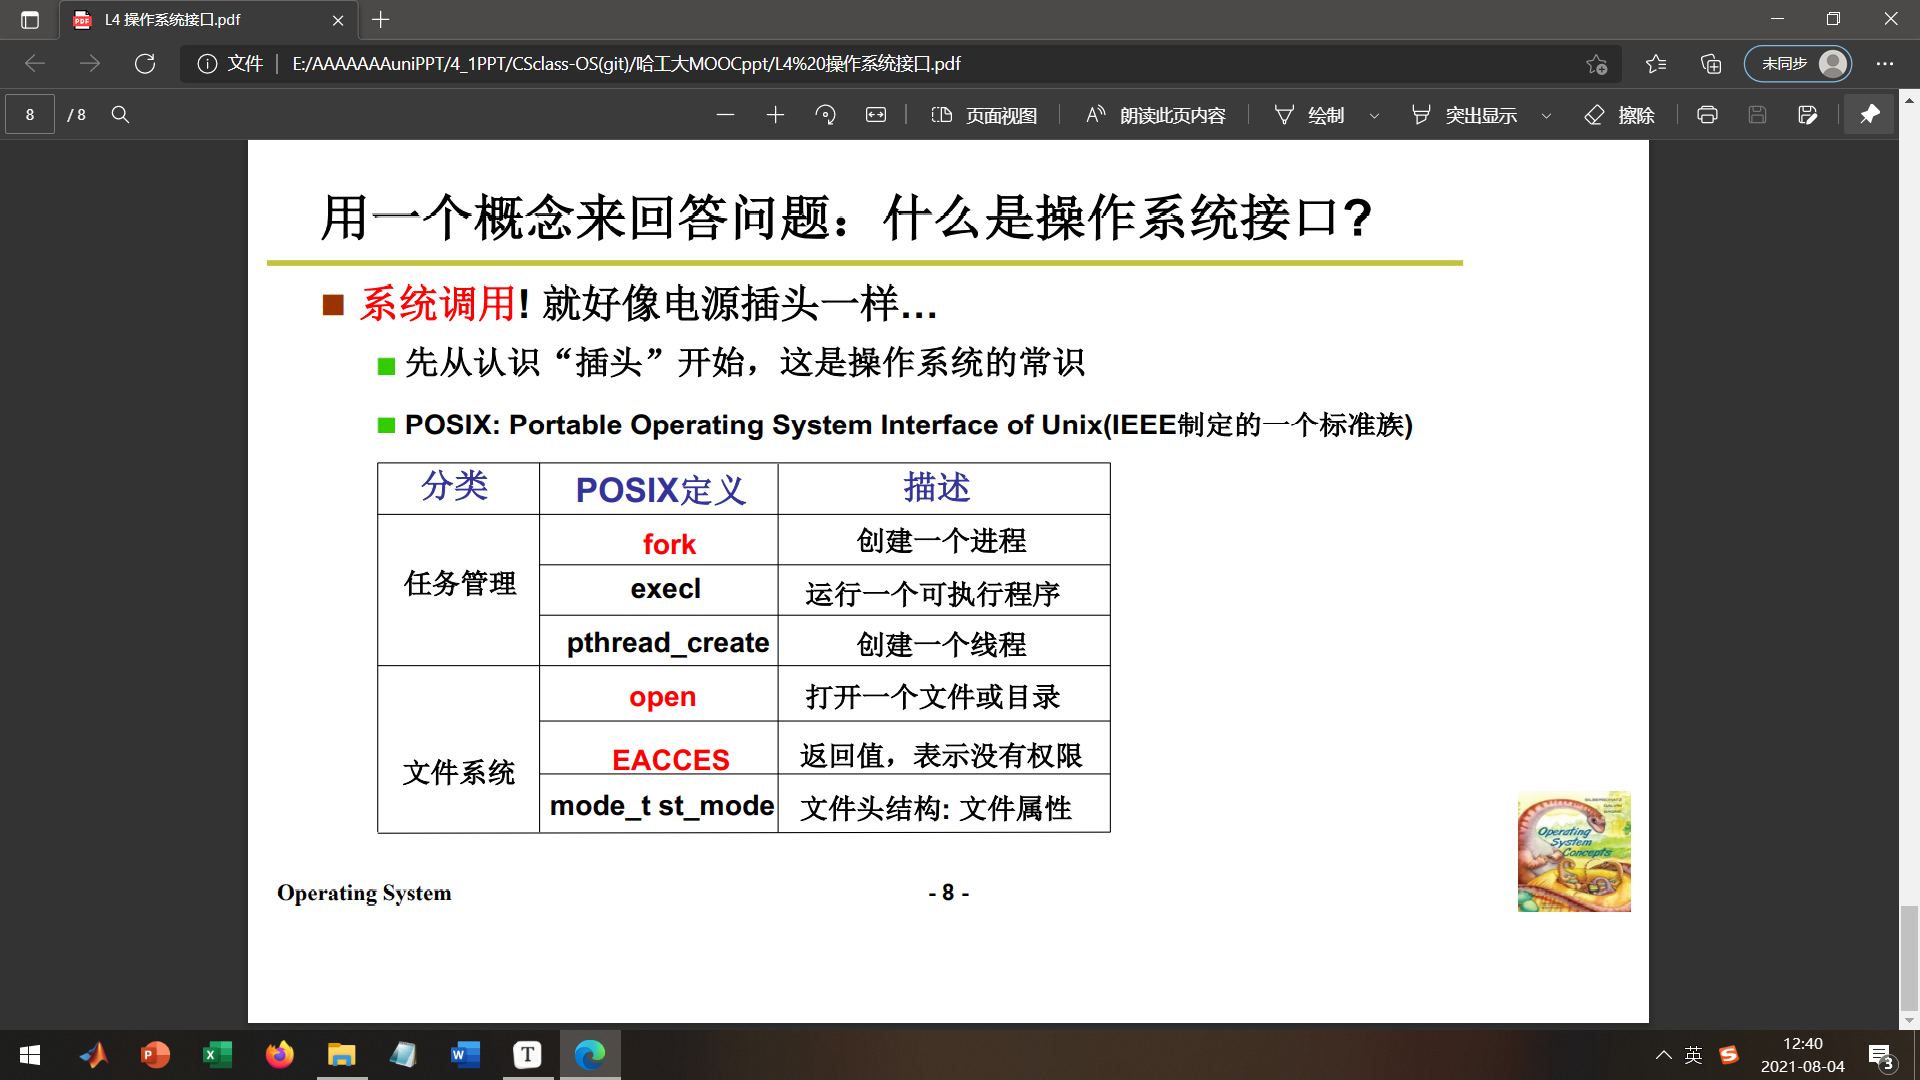 L4 操作系统接口.pdf
文件
E:/AAAAAAAuniPPT/4_1PPT/CSclass-OS(git)/哈工大MOOCppt/L4%20操作系统接口.pdf
未同步
8 / 8
页面视图
朗读此页内容
绘制
突出显示
擦除
用一个概念来回答问题：什么是操作系统接口?
系统调用! 就好像电源插头一样...
先从认识“插头”开始，这是操作系统的常识
POSIX: Portable Operating System Interface of Unix(IEEE制定的一个标准族)
分类 POSIX定义 描述
任务管理
fork 创建一个进程
execl 运行一个可执行程序
pthread_create 创建一个线程
文件系统
open 打开一个文件或目录
EACCES 返回值，表示没有权限
mode_t st_mode 文件头结构: 文件属性
Operating
System
Concepts
Operating System
- 8 -
英
12:40
2021-08-04
3